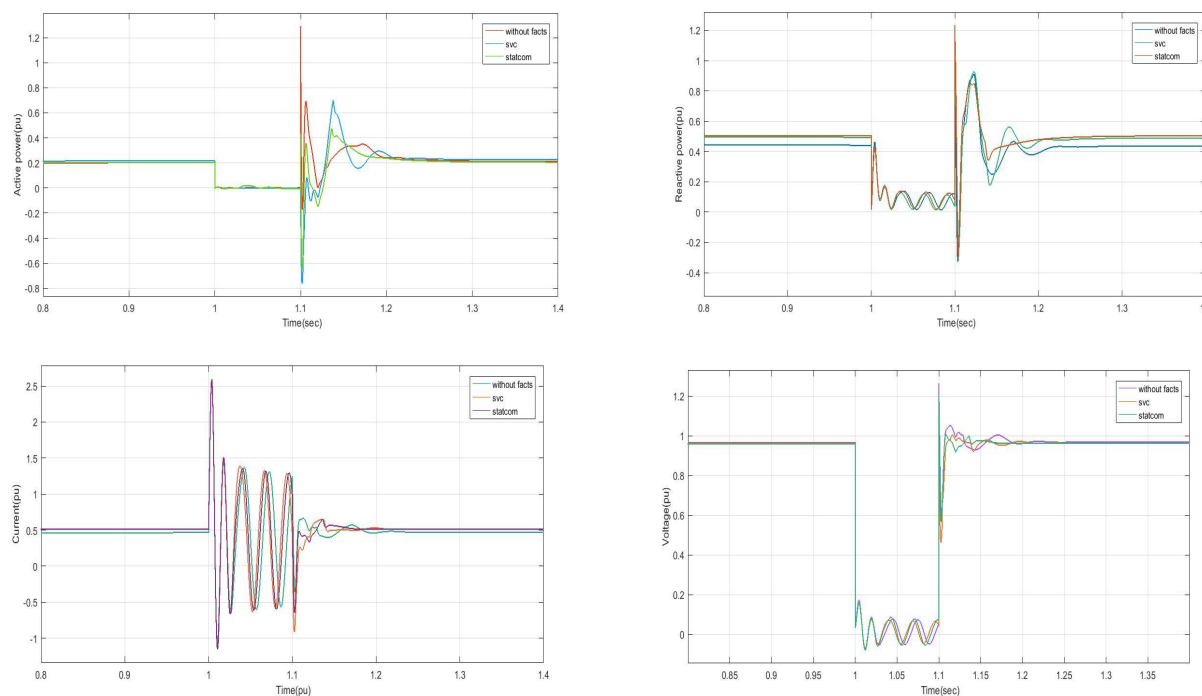 1.2
1
0.8
0.6
0.4
0.2
0
-0.2
-0.4
-0.6
-0.8
Active power(pu)
without facts
svc
statcom
0.8 0.9 1 1.1 1.2 1.3 1.4
Time(sec)
1.2
1
0.8
0.6
0.4
0.2
0
-0.2
-0.4
Reactive power(pu)
without facts
svc
statcom
0.8 0.9 1 1.1 1.2 1.3
Time(sec)
2.5
2
1.5
1
0.5
0
-0.5
-1
Current(pu)
without facts
svc
statcom
0.8 0.9 1 1.1 1.2 1.3 1.4
Time(pu)
1.2
1
0.8
0.6
0.4
0.2
0
Voltage(pu)
without facts
svc
statcom
0.85 0.9 0.95 1 1.05 1.1 1.15 1.2 1.25 1.3 1.35
Time(sec)